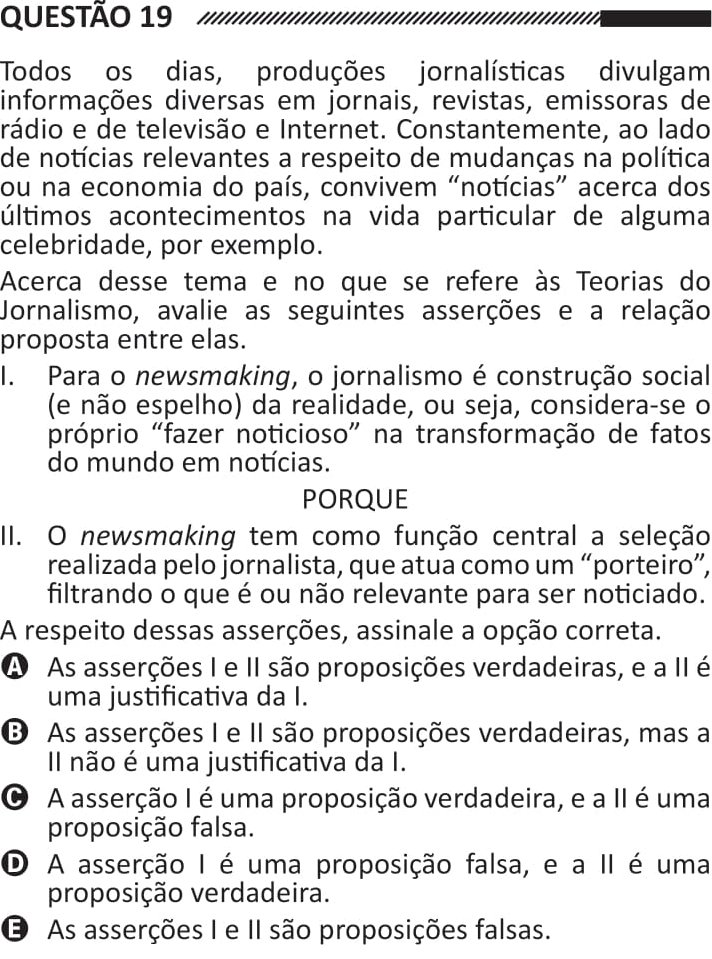 QUESTÃO 19
Todos os dias, produções jornalísticas divulgam
informações diversas em jornais, revistas, emissoras de
rádio e de televisão e Internet. Constantemente, ao lado
de notícias relevantes a respeito de mudanças na política
ou na economia do país, convivem “notícias” acerca dos
últimos acontecimentos na vida particular de alguma
celebridade, por exemplo.
Acerca desse tema e no que se refere às Teorias do
Jornalismo, avalie as seguintes asserções e a relação
proposta entre elas.
I. Para o newsmaking, o jornalismo é construção social
(e não espelho) da realidade, ou seja, considera-se o
próprio “fazer noticioso” na transformação de fatos
do mundo em notícias.
PORQUE
II. O newsmaking tem como função central a seleção
realizada pelo jornalista, que atua como um “porteiro”,
filtrando o que é ou não relevante para ser noticiado.
A respeito dessas asserções, assinale a opção correta.
A As asserções I e II são proposições verdadeiras, e a II é
uma justificativa da I.
B As asserções I e II são proposições verdadeiras, mas a
II não é uma justificativa da I.
C A asserção I é uma proposição verdadeira, e a II é uma
proposição falsa.
D A asserção I é uma proposição falsa, e a II é uma
proposição verdadeira.
E As asserções I e II são proposições falsas.